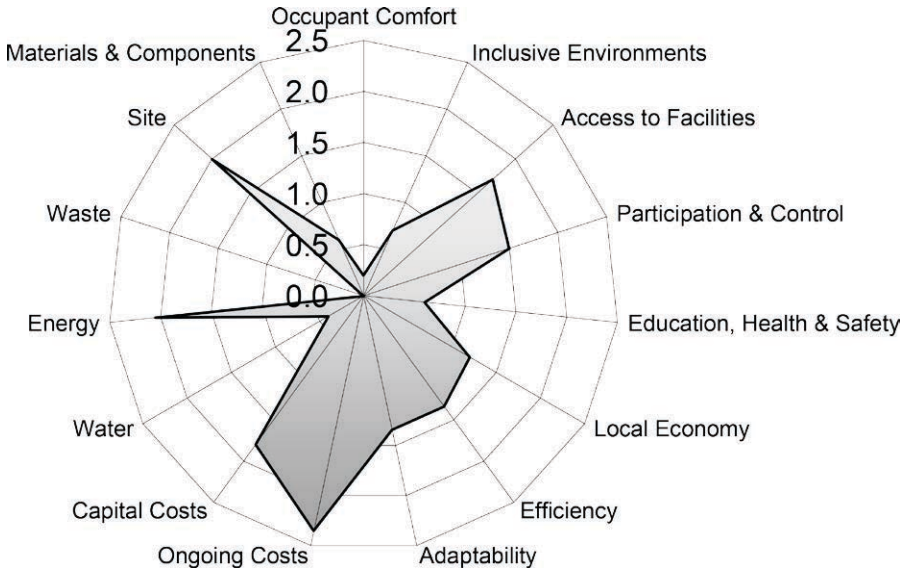 Occupant Comfort
2.5
Materials & Components
Inclusive Environments
2.0
Site
Access to Facilities
1.5
1.0
Waste
Participation & Control
0.5
0.0
Energy
Education, Health & Safety
Water
Local Economy
Capital Costs
Efficiency
Ongoing Costs
Adaptability